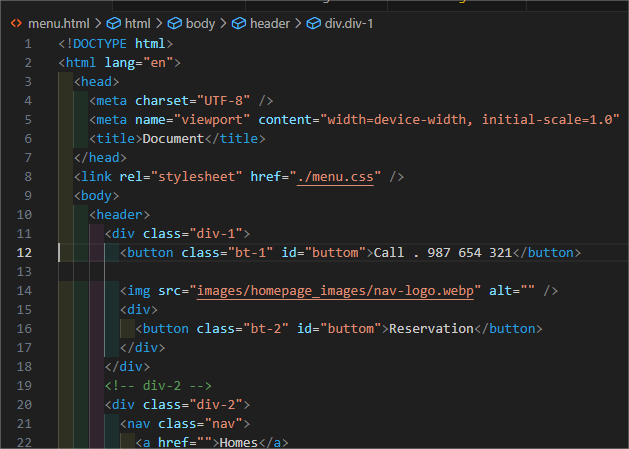 menu.html > html > body > header > div.div-1
1 <!DOCTYPE html>
2 <html lang="en">
3 <head>
4 <meta charset="UTF-8" />
5 <meta name="viewport" content="width=device-width, initial-scale=1.0"
6 <title>Document</title>
7 </head>
8 <link rel="stylesheet" href="./menu.css" />
9 <body>
10 <header>
11 <div class="div-1">
12 <button class="bt-1" id="buttom">Call . 987 654 321</button>
13
14 <img src="images/homepage_images/nav-logo.webp" alt="" />
15 <div>
16 <button class="bt-2" id="buttom">Reservation</button>
17 </div>
18 </div>
19 <!-- div-2 -->
20 <div class="div-2">
21 <nav class="nav">
22 <a href="">Homes</a>